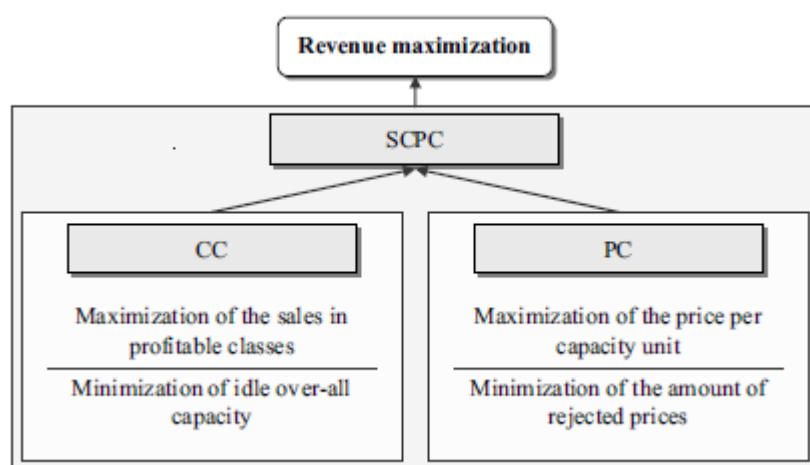 Revenue maximization
SCPC
CC
Maximization of the sales in
profitable classes
Minimization of idle over-all
capacity
PC
Maximization of the price per
capacity unit
Minimization of the amount of
rejected prices